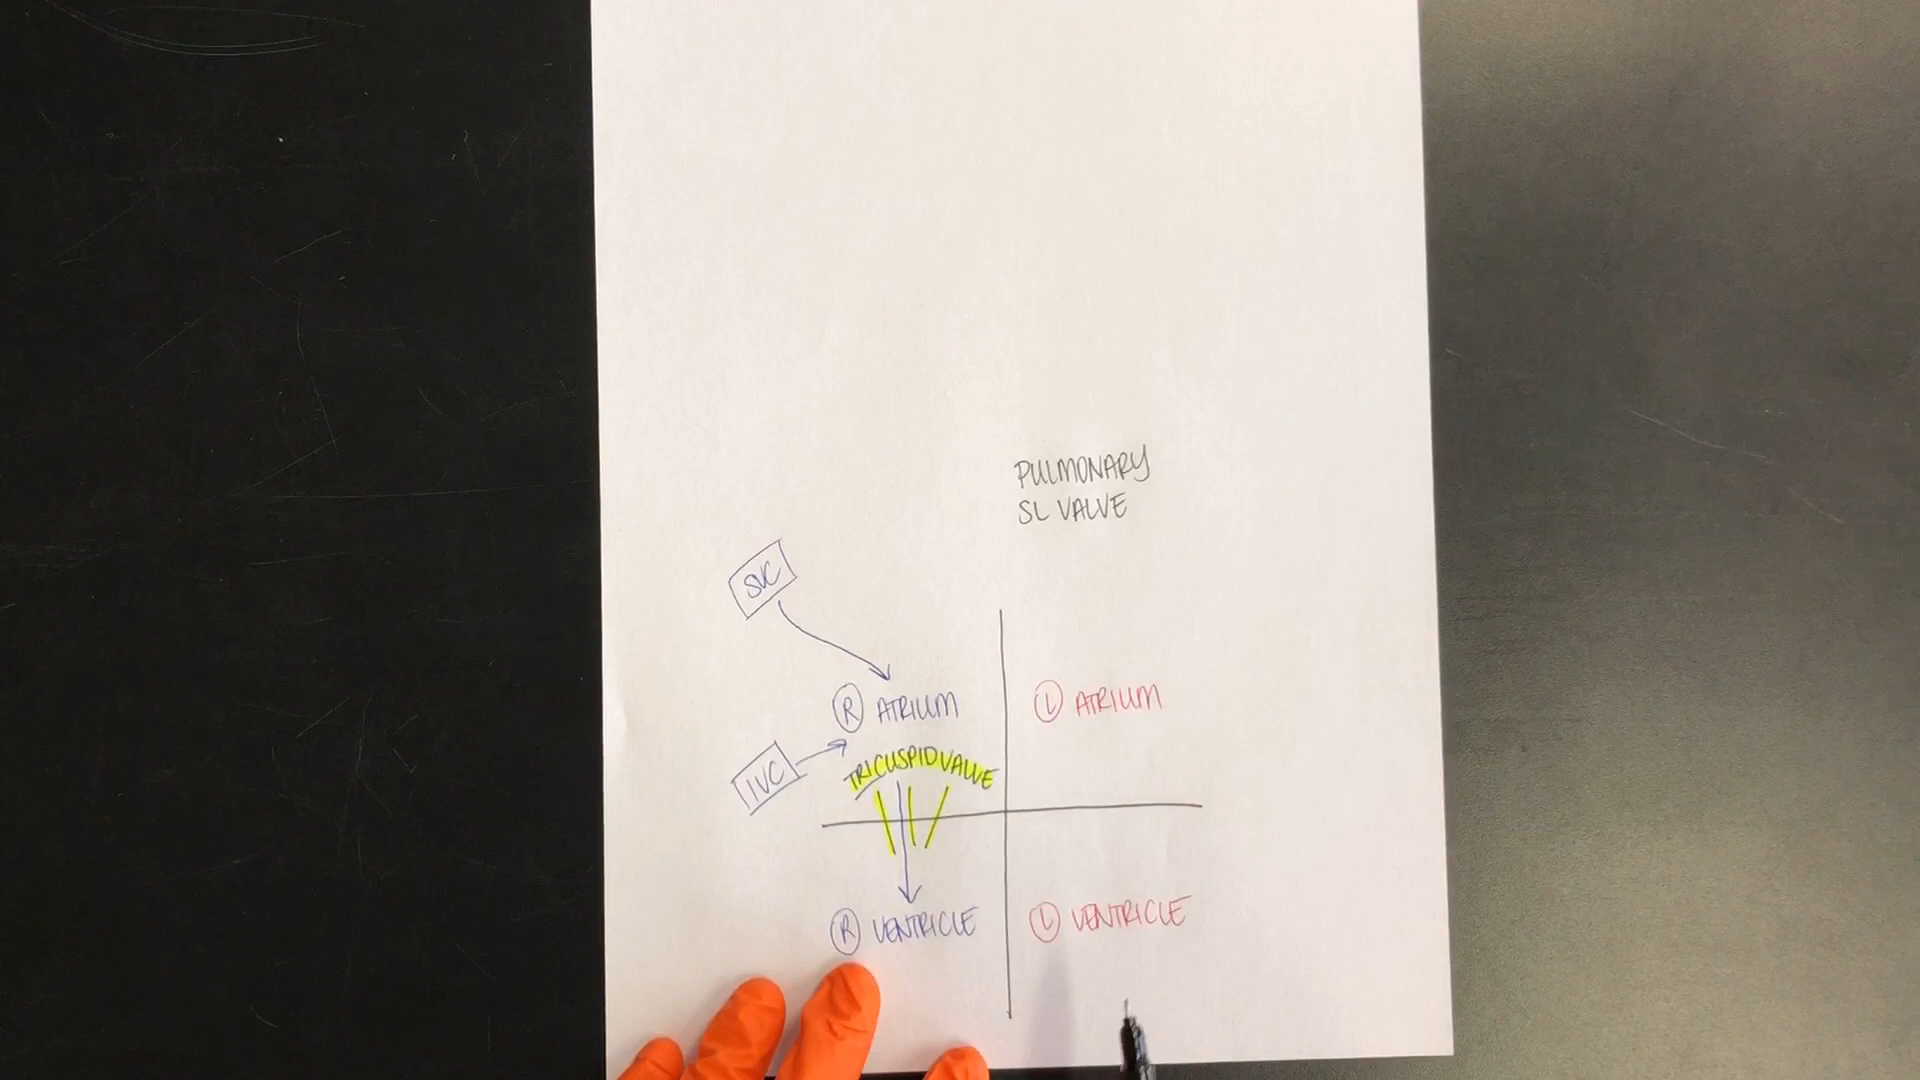 PULMONARY
SL VALVE
SVC
R ATRIUM
L ATRIUM
IVC
TRICUSPID VALVE
R VENTRICLE
L VENTRICLE